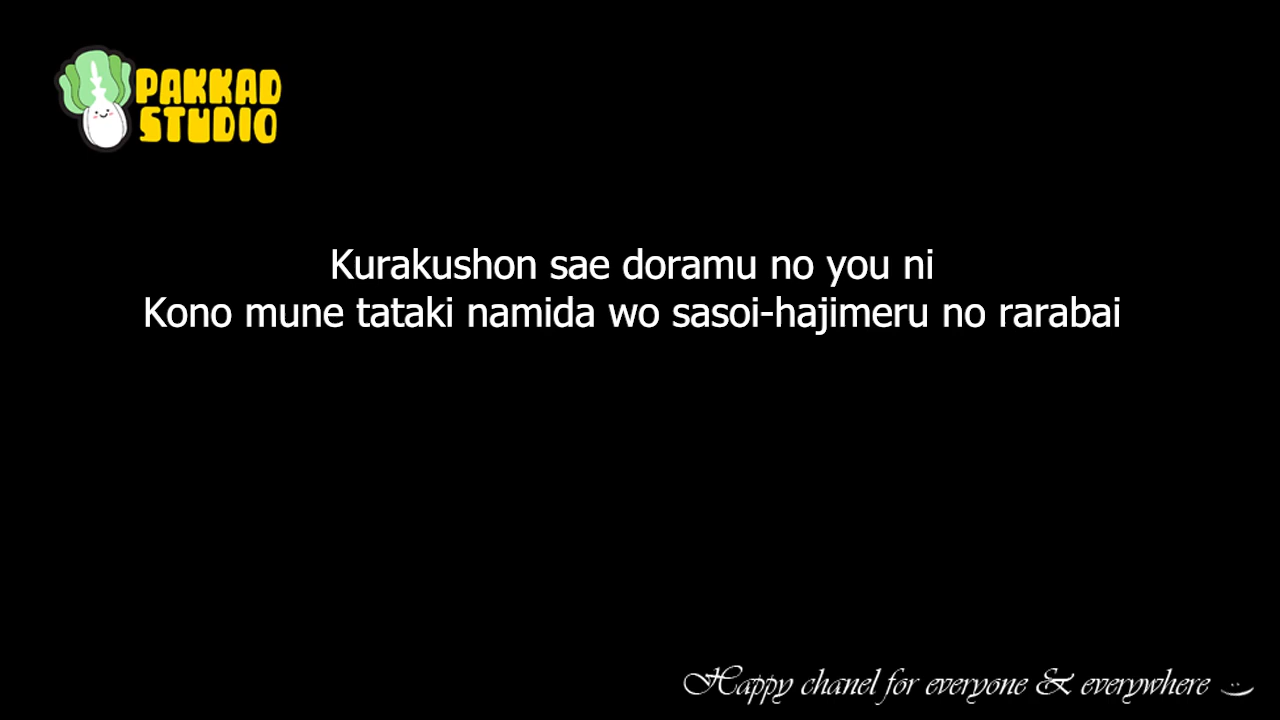 PAKKAD
STUDIO
Kurakushon sae doramu no you ni
Kono mune tataki namida wo sasoi-hajimeru no rarabai
Happy chanel for everyone & everywhere :)